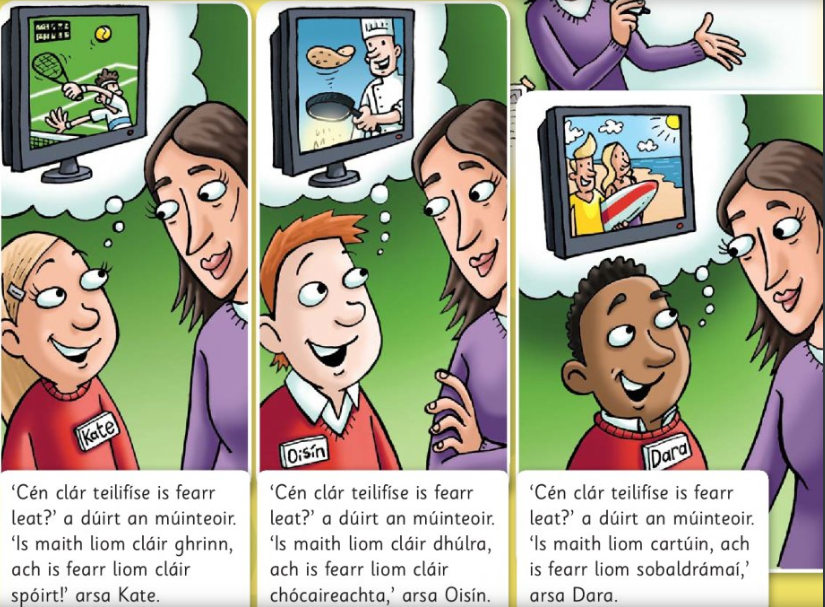 Kate
‘Cén clár teilifíse is fearr
leat?’ a dúirt an múinteoir.
‘Is maith liom cláir ghrinn,
ach is fearr liom cláir
spóirt!’ arsa Kate.
Oisín
‘Cén clár teilifíse is fearr
leat?’ a dúirt an múinteoir.
‘Is maith liom cláir dhúlra,
ach is fearr liom cláir
chócaireachta,’ arsa Oisín.
Dara
‘Cén clár teilifíse is fearr
leat?’ a dúirt an múinteoir.
‘Is maith liom cartúin, ach
is fearr liom sobaldrámaí,’
arsa Dara.